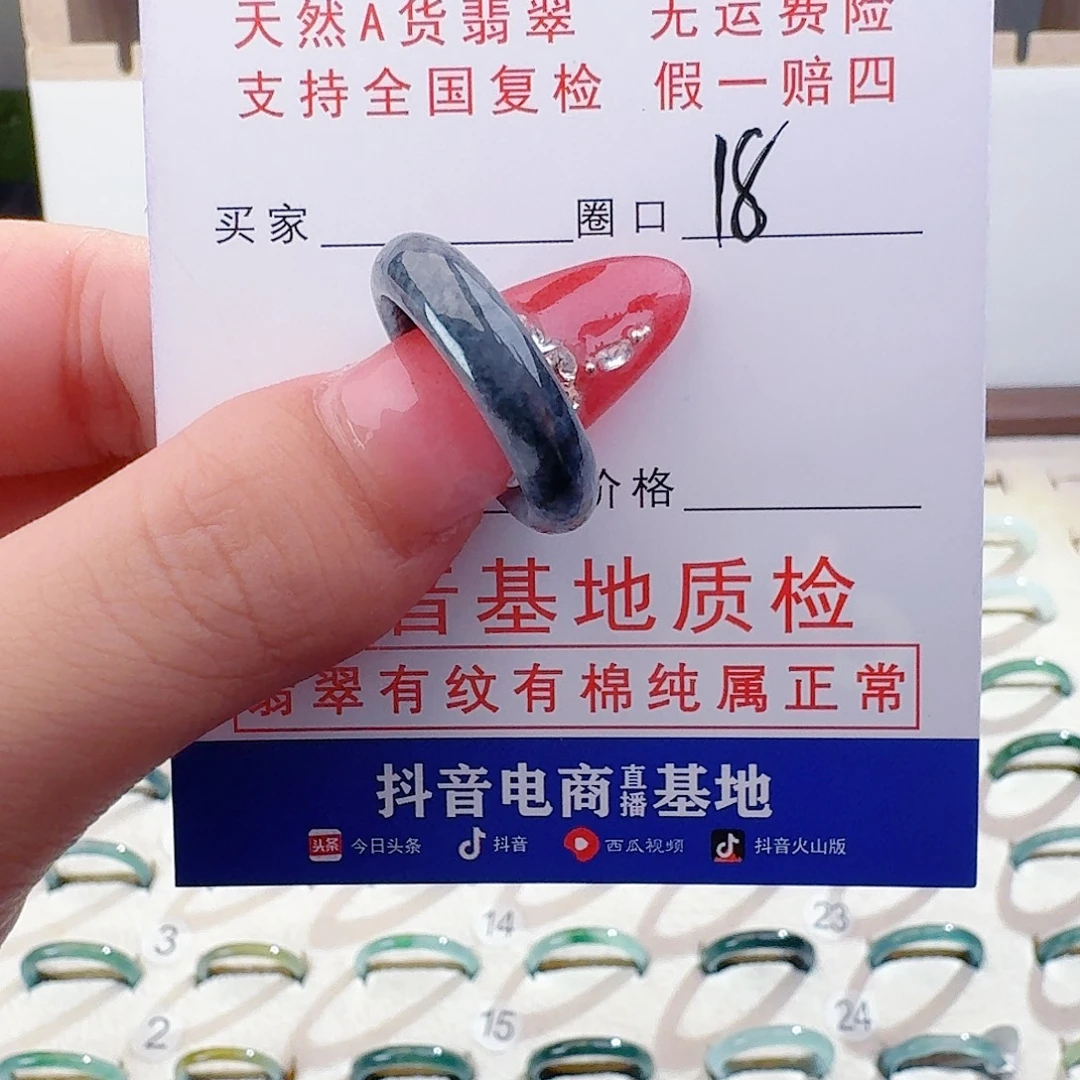 天然A货翡翠 无运费险
支持全国复检 假一赔四
买家 圈口 18
价格
音基地质检
翡翠有纹有棉纯属正常
抖音电商直播基地
头条 今日头条 抖音 西瓜视频 抖音火山版
3 14 23
2 15 24